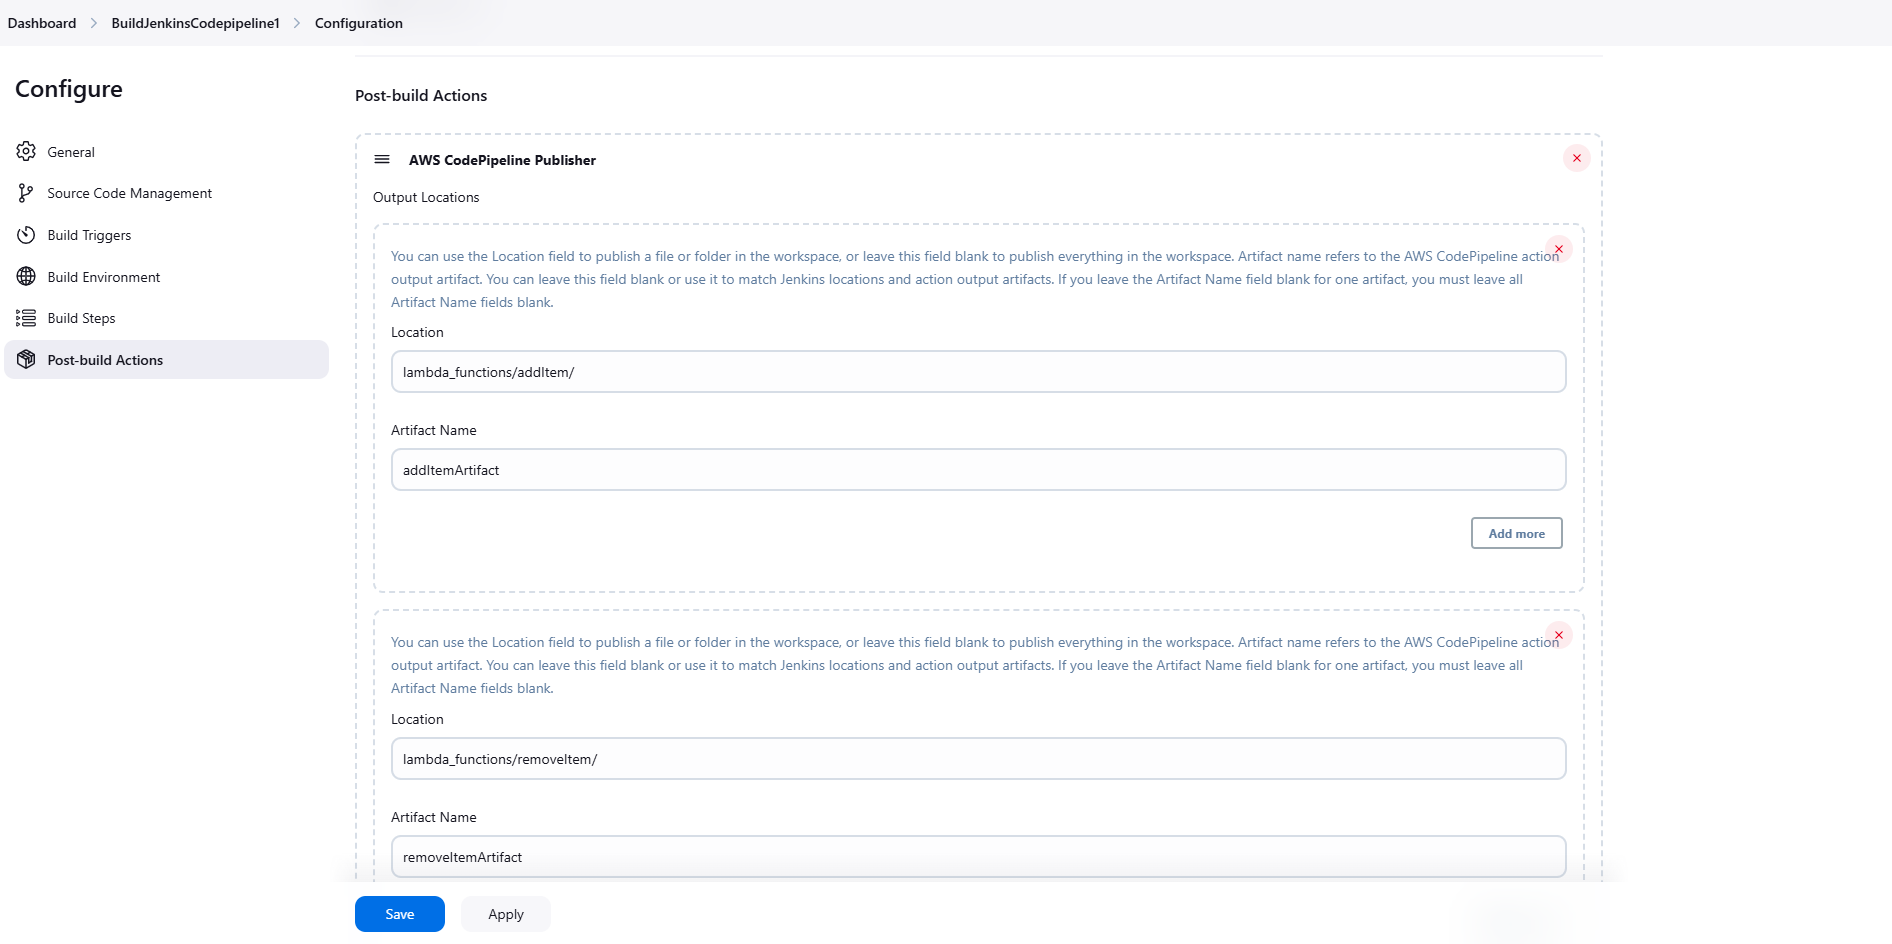 Dashboard > BuildJenkinsCodepipeline1 > Configuration
Configure
General
Source Code Management
Build Triggers
Build Environment
Build Steps
Post-build Actions
Post-build Actions
AWS CodePipeline Publisher
Output Locations
You can use the Location field to publish a file or folder in the workspace, or leave this field blank to publish everything in the workspace. Artifact name refers to the AWS CodePipeline action
output artifact. You can leave this field blank or use it to match Jenkins locations and action output artifacts. If you leave the Artifact Name field blank for one artifact, you must leave all
Artifact Name fields blank.
Location
lambda_functions/addItem/
Artifact Name
addItemArtifact
Add more
You can use the Location field to publish a file or folder in the workspace, or leave this field blank to publish everything in the workspace. Artifact name refers to the AWS CodePipeline action
output artifact. You can leave this field blank or use it to match Jenkins locations and action output artifacts. If you leave the Artifact Name field blank for one artifact, you must leave all
Artifact Name fields blank.
Location
lambda_functions/removeItem/
Artifact Name
removeItemArtifact
Save
Apply